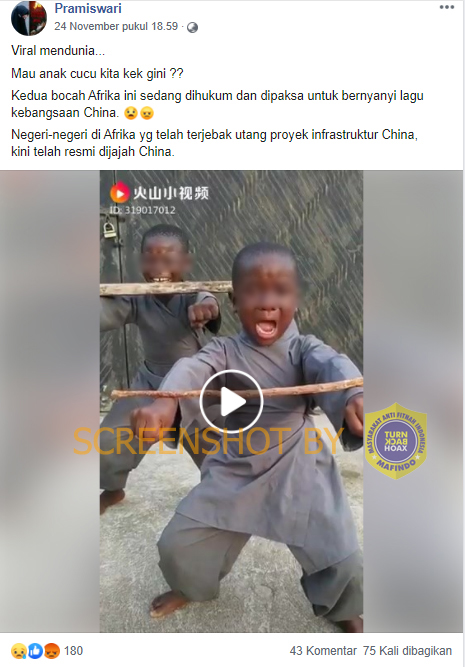 Pramiswari
24 November pukul 18.59 ·
Viral mendunia...
Mau anak cucu kita kek gini ??
Kedua bocah Afrika ini sedang dihukum dan dipaksa untuk bernyanyi lagu
kebangsaan China. 😧😠
Negeri-negeri di Afrika yg telah terjebak utang proyek infrastruktur China,
kini telah resmi dijajah China.
火山小视频
ID: 319017012
SCREENSHOT BY
MASYARAKAT ANTI FITNAH INDONESIA
TURN
BACK
HOAX
MAFINDO
180
43 Komentar 75 Kali dibagikan